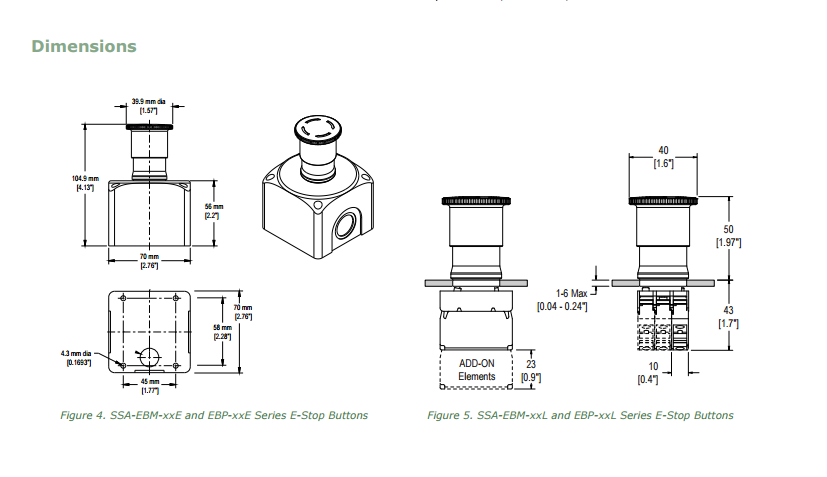 Dimensions
39.9 mm dia
[1.57"]
104.9 mm
[4.13"]
56 mm
[2.2"]
70 mm
[2.76"]
70 mm
[2.76"]
58 mm
[2.28"]
4.3 mm dia
[0.1693"]
45 mm
[1.77"]
Figure 4. SSA-EBM-xxE and EBP-xxE Series E-Stop Buttons
40
[1.6"]
50
[1.97"]
1-6 Max
[0.04 - 0.24"]
43
[1.7"]
ADD-ON
Elements
23
[0.9"]
10
[0.4"]
Figure 5. SSA-EBM-xxL and EBP-xxL Series E-Stop Buttons